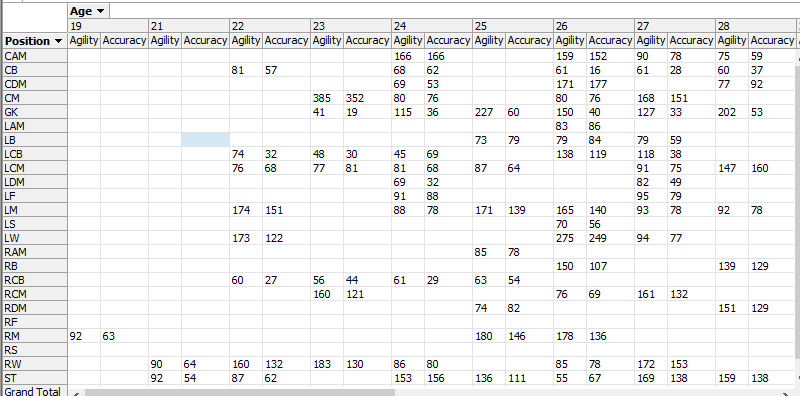 Age
19 21 22 23 24 25 26 27 28
Position Agility Accuracy Agility Accuracy Agility Accuracy Agility Accuracy Agility Accuracy Agility Accuracy Agility Accuracy Agility Accuracy Agility Accuracy
CAM 166 166 159 152 90 78 75 59
CB 81 57 68 62 61 16 61 28 60 37
CDM 69 53 171 177 77 92
CM 385 352 80 76 80 76 168 151
GK 41 19 115 36 227 60 150 40 127 33 202 53
LAM 83 86
LB 73 79 79 84 79 59
LCB 74 32 48 30 45 69 138 119 118 38
LCM 76 68 77 81 81 68 87 64 91 75 147 160
LDM 69 32 82 49
LF 91 88 95 79
LM 174 151 88 78 171 139 165 140 93 78 92 78
LS 70 56
LW 173 122 275 249 94 77
RAM 85 78
RB 150 107 139 129
RCB 60 27 56 44 61 29 63 54
RCM 160 121 76 69 161 132
RDM 74 82 151 129
RF
RM 92 63 180 146 178 136
RS
RW 90 64 160 132 183 130 86 80 85 78 172 153
ST 92 54 87 62 153 156 136 111 55 67 169 138 159 138
Grand Total